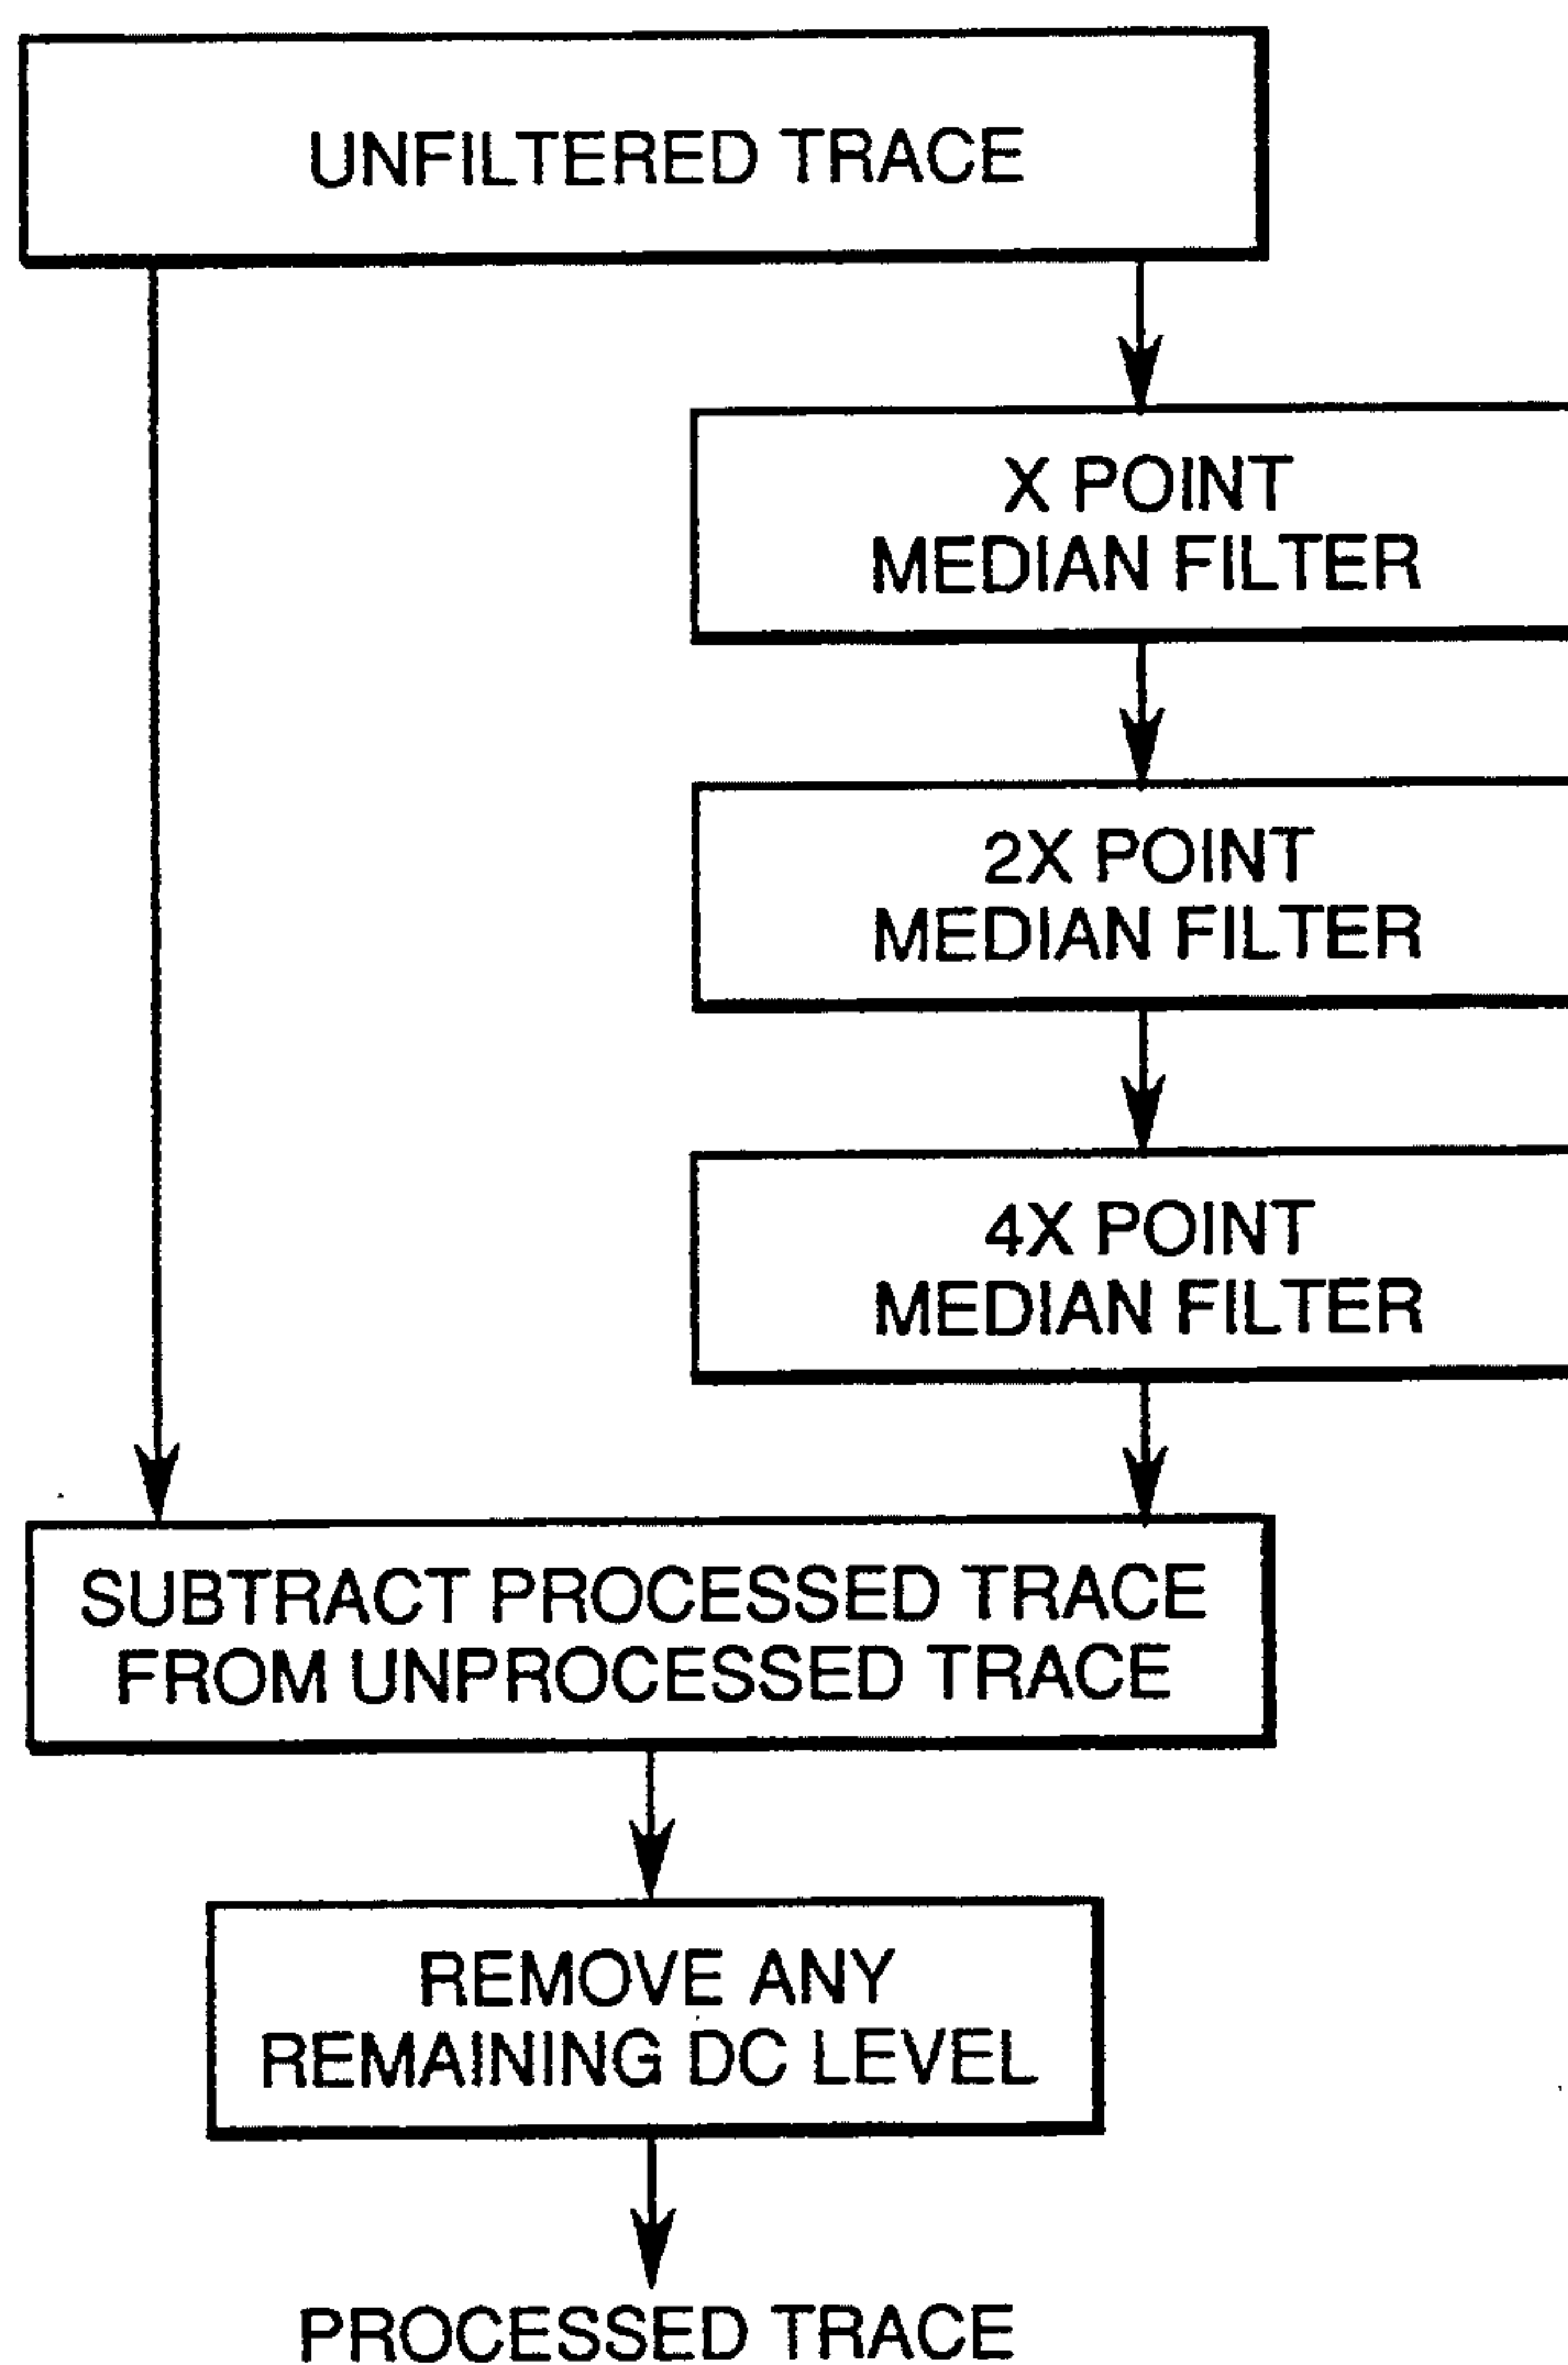 UNFILTERED TRACE
X POINT
MEDIAN FILTER
2X POINT
MEDIAN FILTER
4X POINT
MEDIAN FILTER
SUBTRACT PROCESSED TRACE
FROM UNPROCESSED TRACE
REMOVE ANY
REMAINING DC LEVEL
PROCESSED TRACE